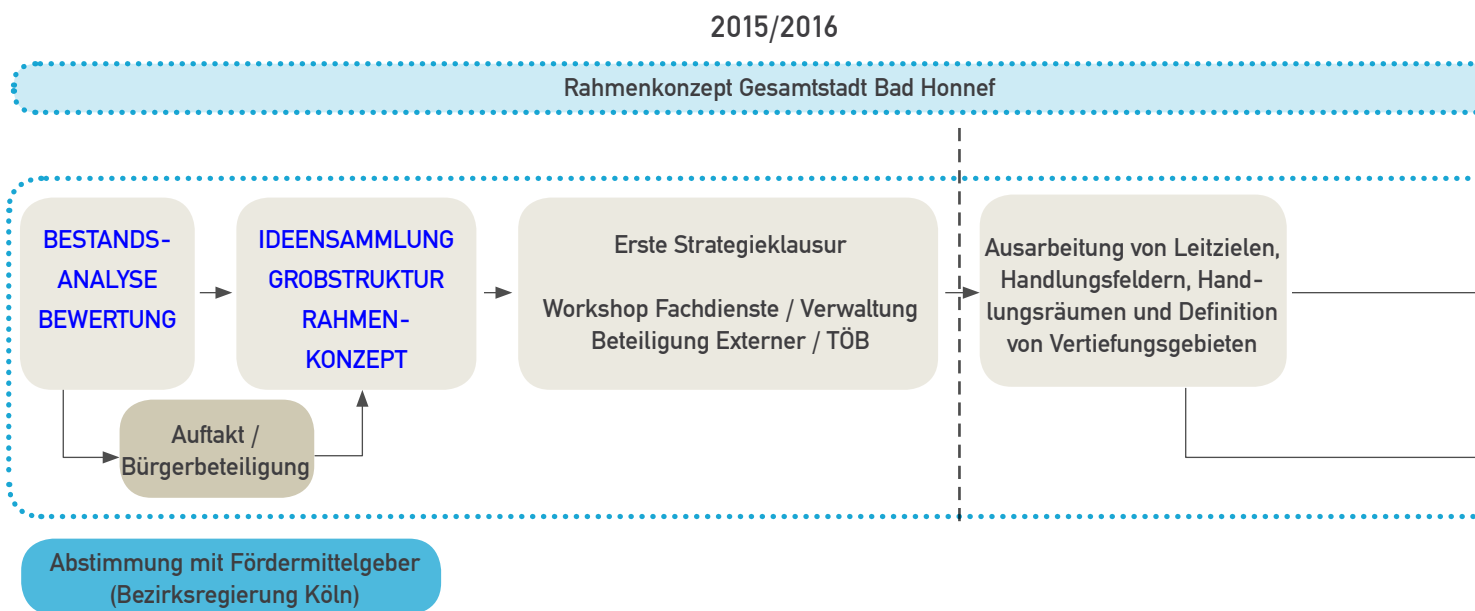 2015/2016
Rahmenkonzept Gesamtstadt Bad Honnef
BESTANDS-
ANALYSE
BEWERTUNG
IDEENSAMMLUNG
GROBSTRUKTUR
RAHMEN-
KONZEPT
Erste Strategieklausur
Workshop Fachdienste / Verwaltung
Beteiligung Externer / TÖB
Ausarbeitung von Leitzielen,
Handlungsfeldern, Hand-
lungsräumen und Definition
von Vertiefungsgebieten
Auftakt /
Bürgerbeteiligung
Abstimmung mit Fördermittelgeber
(Bezirksregierung Köln)